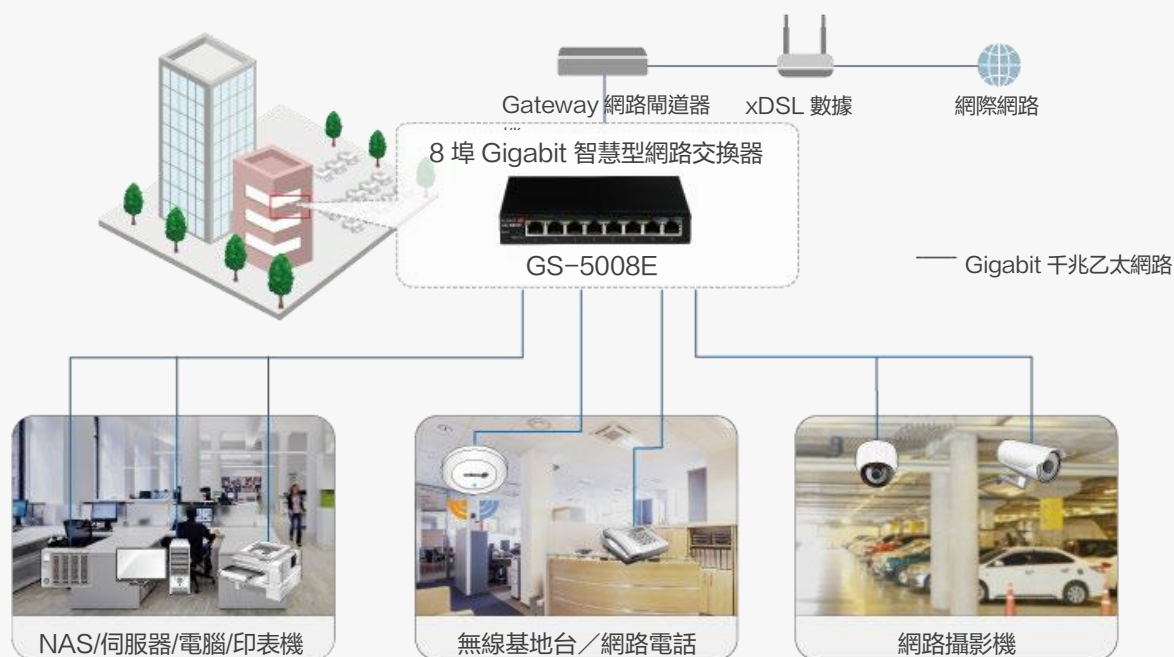 Gateway 網路閘道器
xDSL 數據
網際網路
機
8 埠 Gigabit 智慧型網路交換器
GS-5008E
Gigabit 千兆乙太網路
NAS/伺服器/電腦/印表機
無線基地台／網路電話
網路攝影機